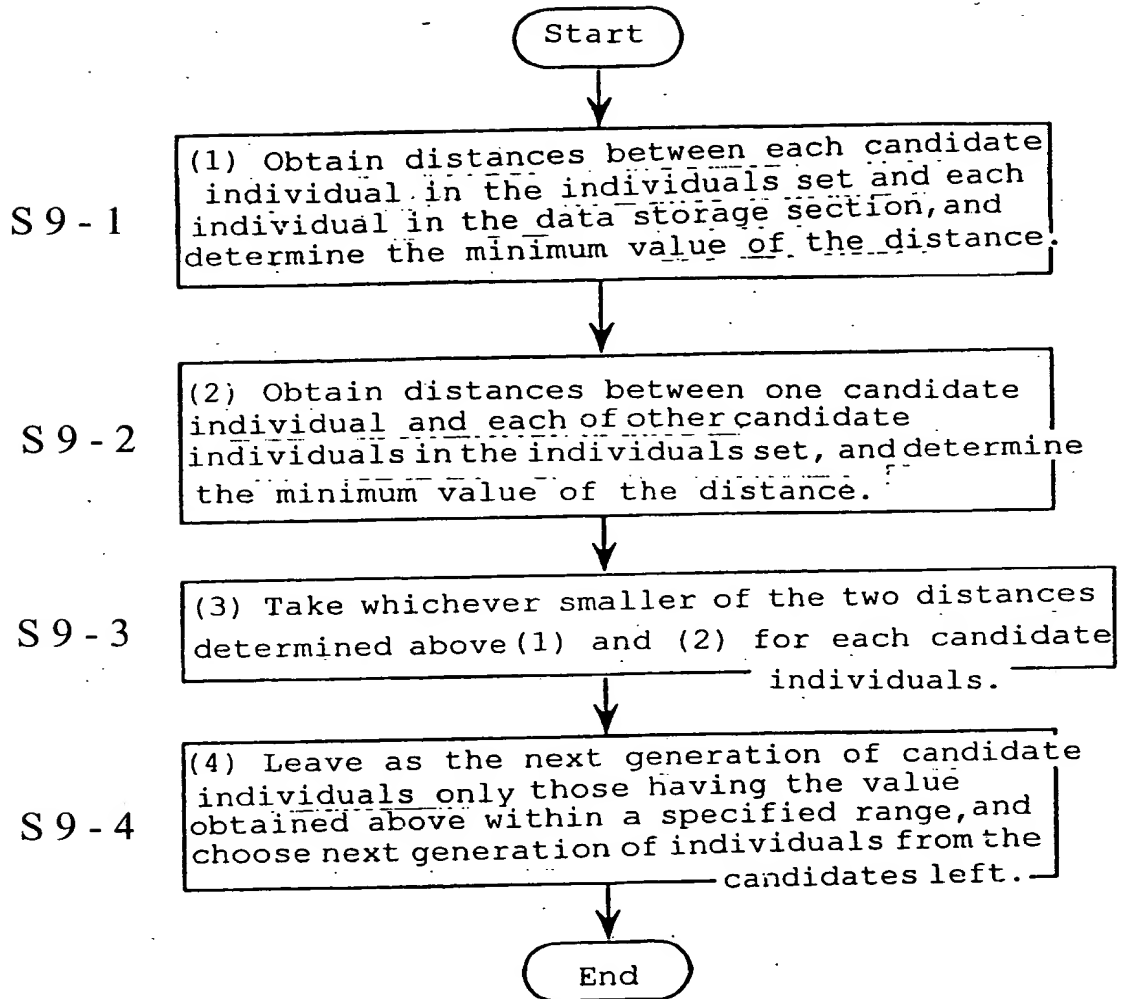 Start
(1) Obtain distances between each candidate
individual in the individuals set and each
S9-1
individual in the data storage section, and
determine the minimum value of the distance.
(2) Obtain distances between one candidate
individual and each of other candidate
S9-2
individuals in the individuals set, and determine
the minimum value of the distance.
(3) Take whichever smaller of the two distances
S9-3
determined above (1) and (2) for each candidate
individuals.
(4) Leave as the next generation of candidate
individuals only those having the value
S9-4
obtained above within a specified range, and
choose next generation of individuals from the
candidates left.
End